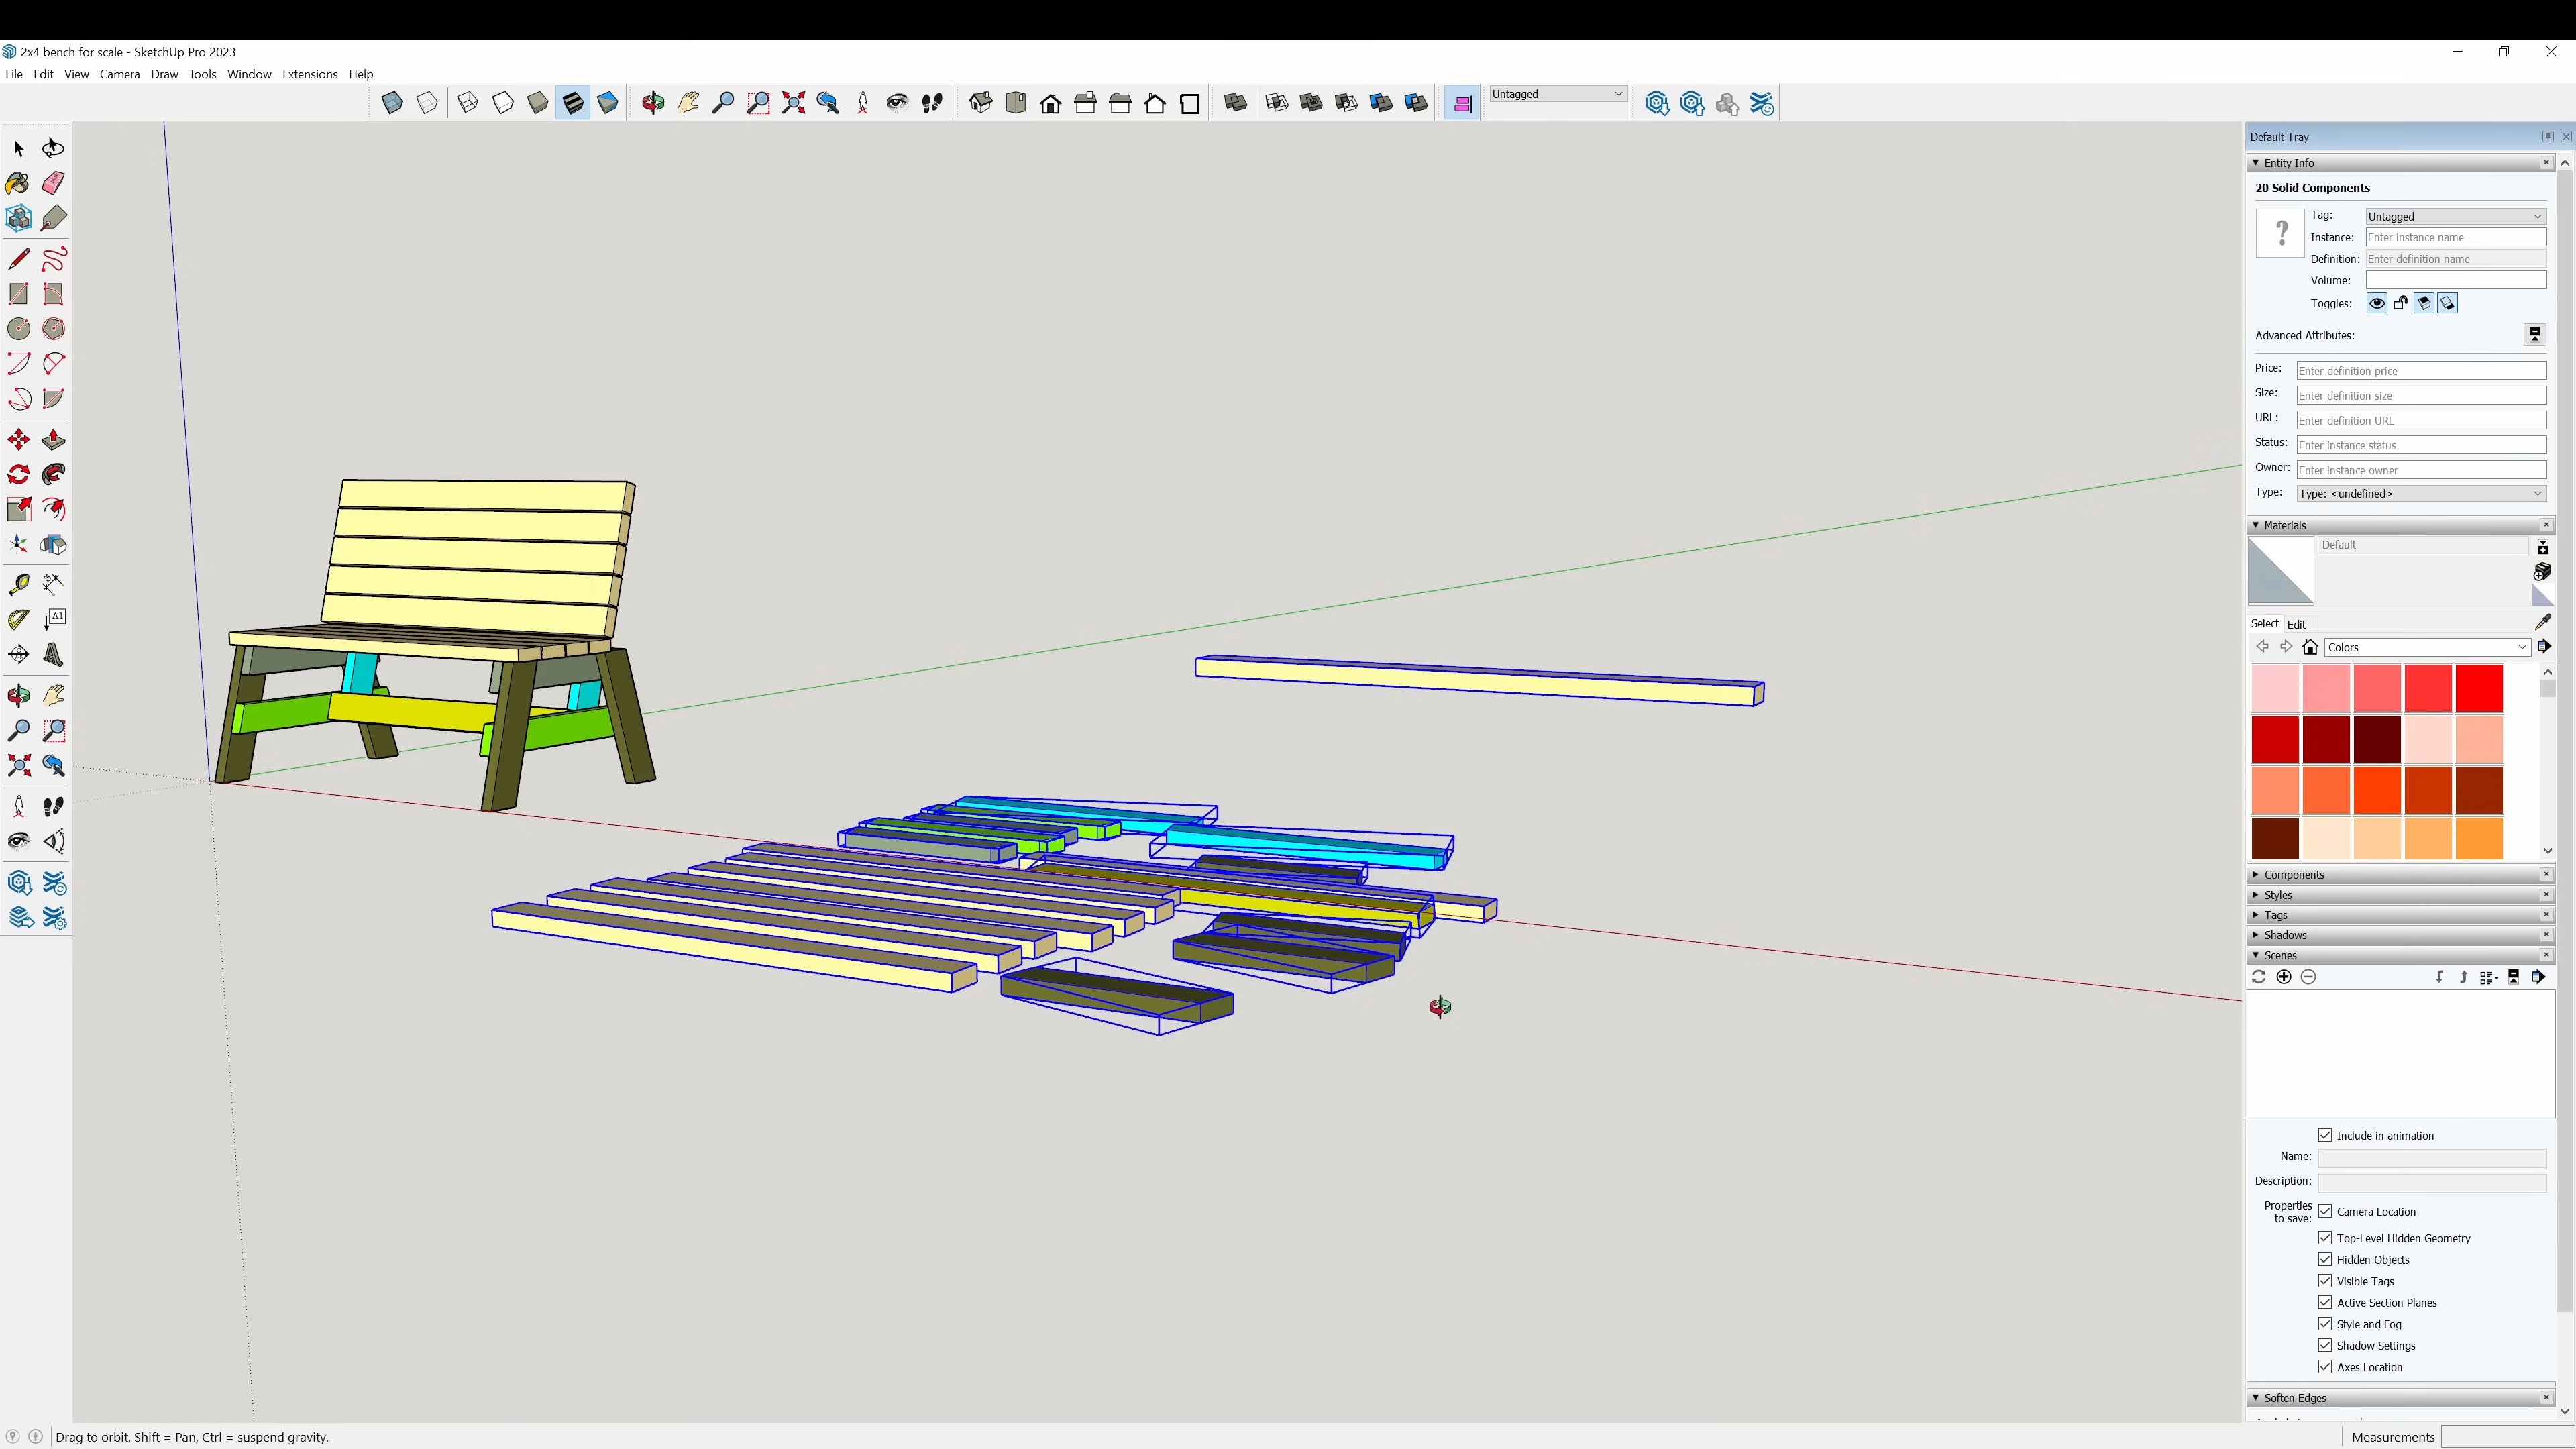 2x4 bench for scale - SketchUp Pro 2023
File Edit View Camera Draw Tools Window Extensions Help
Untagged
Default Tray
Entity Info
20 Solid Components
Tag: Untagged
Instance: Enter instance name
Definition: Enter definition name
Volume:
Toggles:
Advanced Attributes:
Price: Enter definition price
Size: Enter definition size
URL: Enter definition URL
Status: Enter instance status
Owner: Enter instance owner
Type: Type: <undefined>
Materials
Default
Select Edit
Colors
Components
Styles
Tags
Shadows
Scenes
Include in animation
Name:
Description:
Properties
to save:
Camera Location
Top-Level Hidden Geometry
Hidden Objects
Visible Tags
Active Section Planes
Style and Fog
Shadow Settings
Axes Location
Soften Edges
Drag to orbit. Shift = Pan, Ctrl = suspend gravity.
Measurements